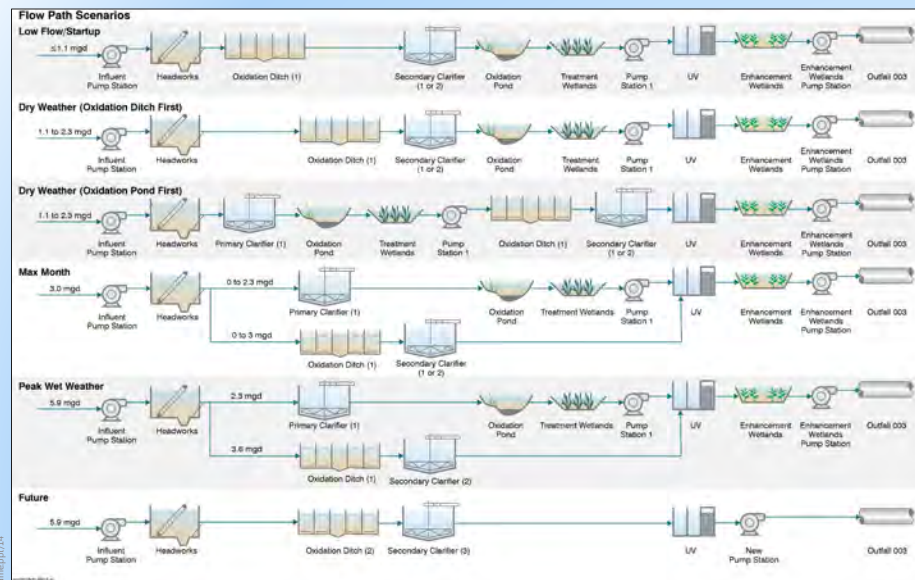 Flow Path Scenarios
Low Flow/Startup
≤1.1 mgd
Influent
Pump Station
Headworks
Oxidation Ditch (1)
Secondary Clarifier
(1 or 2)
Oxidation
Pond
Treatment
Wetlands
Pump
Station 1
UV
Enhancement
Wetlands
Enhancement
Wetlands
Pump Station
Outfall 003
Dry Weather (Oxidation Ditch First)
1.1 to 2.3 mgd
Influent
Pump Station
Headworks
Oxidation Ditch (1)
Secondary Clarifier
(1 or 2)
Oxidation
Pond
Treatment
Wetlands
Pump
Station 1
UV
Enhancement
Wetlands
Enhancement
Wetlands
Pump Station
Outfall 003
Dry Weather (Oxidation Pond First)
1.1 to 2.3 mgd
Influent
Pump Station
Headworks
Primary Clarifier (1)
Oxidation
Pond
Treatment
Wetlands
Pump
Station 1
Oxidation Ditch (1)
Secondary Clarifier
(1 or 2)
UV
Enhancement
Wetlands
Enhancement
Wetlands
Pump Station
Outfall 003
Max Month
3.0 mgd
Influent
Pump Station
Headworks
0 to 2.3 mgd
Primary Clarifier (1)
Oxidation
Pond
Treatment Wetlands
Pump
Station 1
UV
Enhancement
Wetlands
Enhancement
Wetlands
Pump Station
Outfall 003
0 to 3 mgd
Oxidation Ditch (1)
Secondary Clarifier
(1 or 2)
Peak Wet Weather
5.9 mgd
Influent
Pump Station
Headworks
2.3 mgd
Primary Clarifier (1)
Oxidation
Pond
Treatment Wetlands
Pump
Station 1
UV
Enhancement
Wetlands
Enhancement
Wetlands Pump
Station
Outfall 003
3.6 mgd
Oxidation Ditch (1)
Secondary Clarifier (2)
Future
5.9 mgd
Influent
Pump Station
Headworks
Oxidation Ditch (2)
Secondary Clarifier (3)
UV
New
Pump Station
Outfall 003